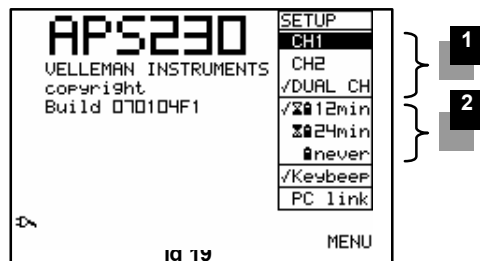 APS230
VELLEMAN INSTRUMENTS
copyright
Build 070104F1
SETUP
CH1
CH2
√DUAL CH
√⌛12min
⌛24min
never
√Keybeep
PC link
MENU
1
2